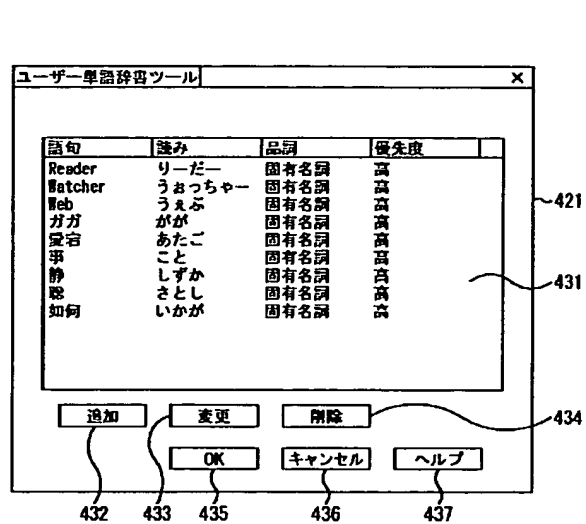 ユーザー単語辞書ツール ×
語句 読み 品詞 優先度
Reader りーだー 固有名詞 高
Watcher うぉっちゃー 固有名詞 高
Web うぇぶ 固有名詞 高
ガガ がが 固有名詞 高
愛宕 あたご 固有名詞 高
事 こと 固有名詞 高
静 しずか 固有名詞 高
聡 さとし 固有名詞 高
如何 いかが 固有名詞 高
421
431
追加 変更 削除
434
OK キャンセル ヘルプ
432 433 435 436 437